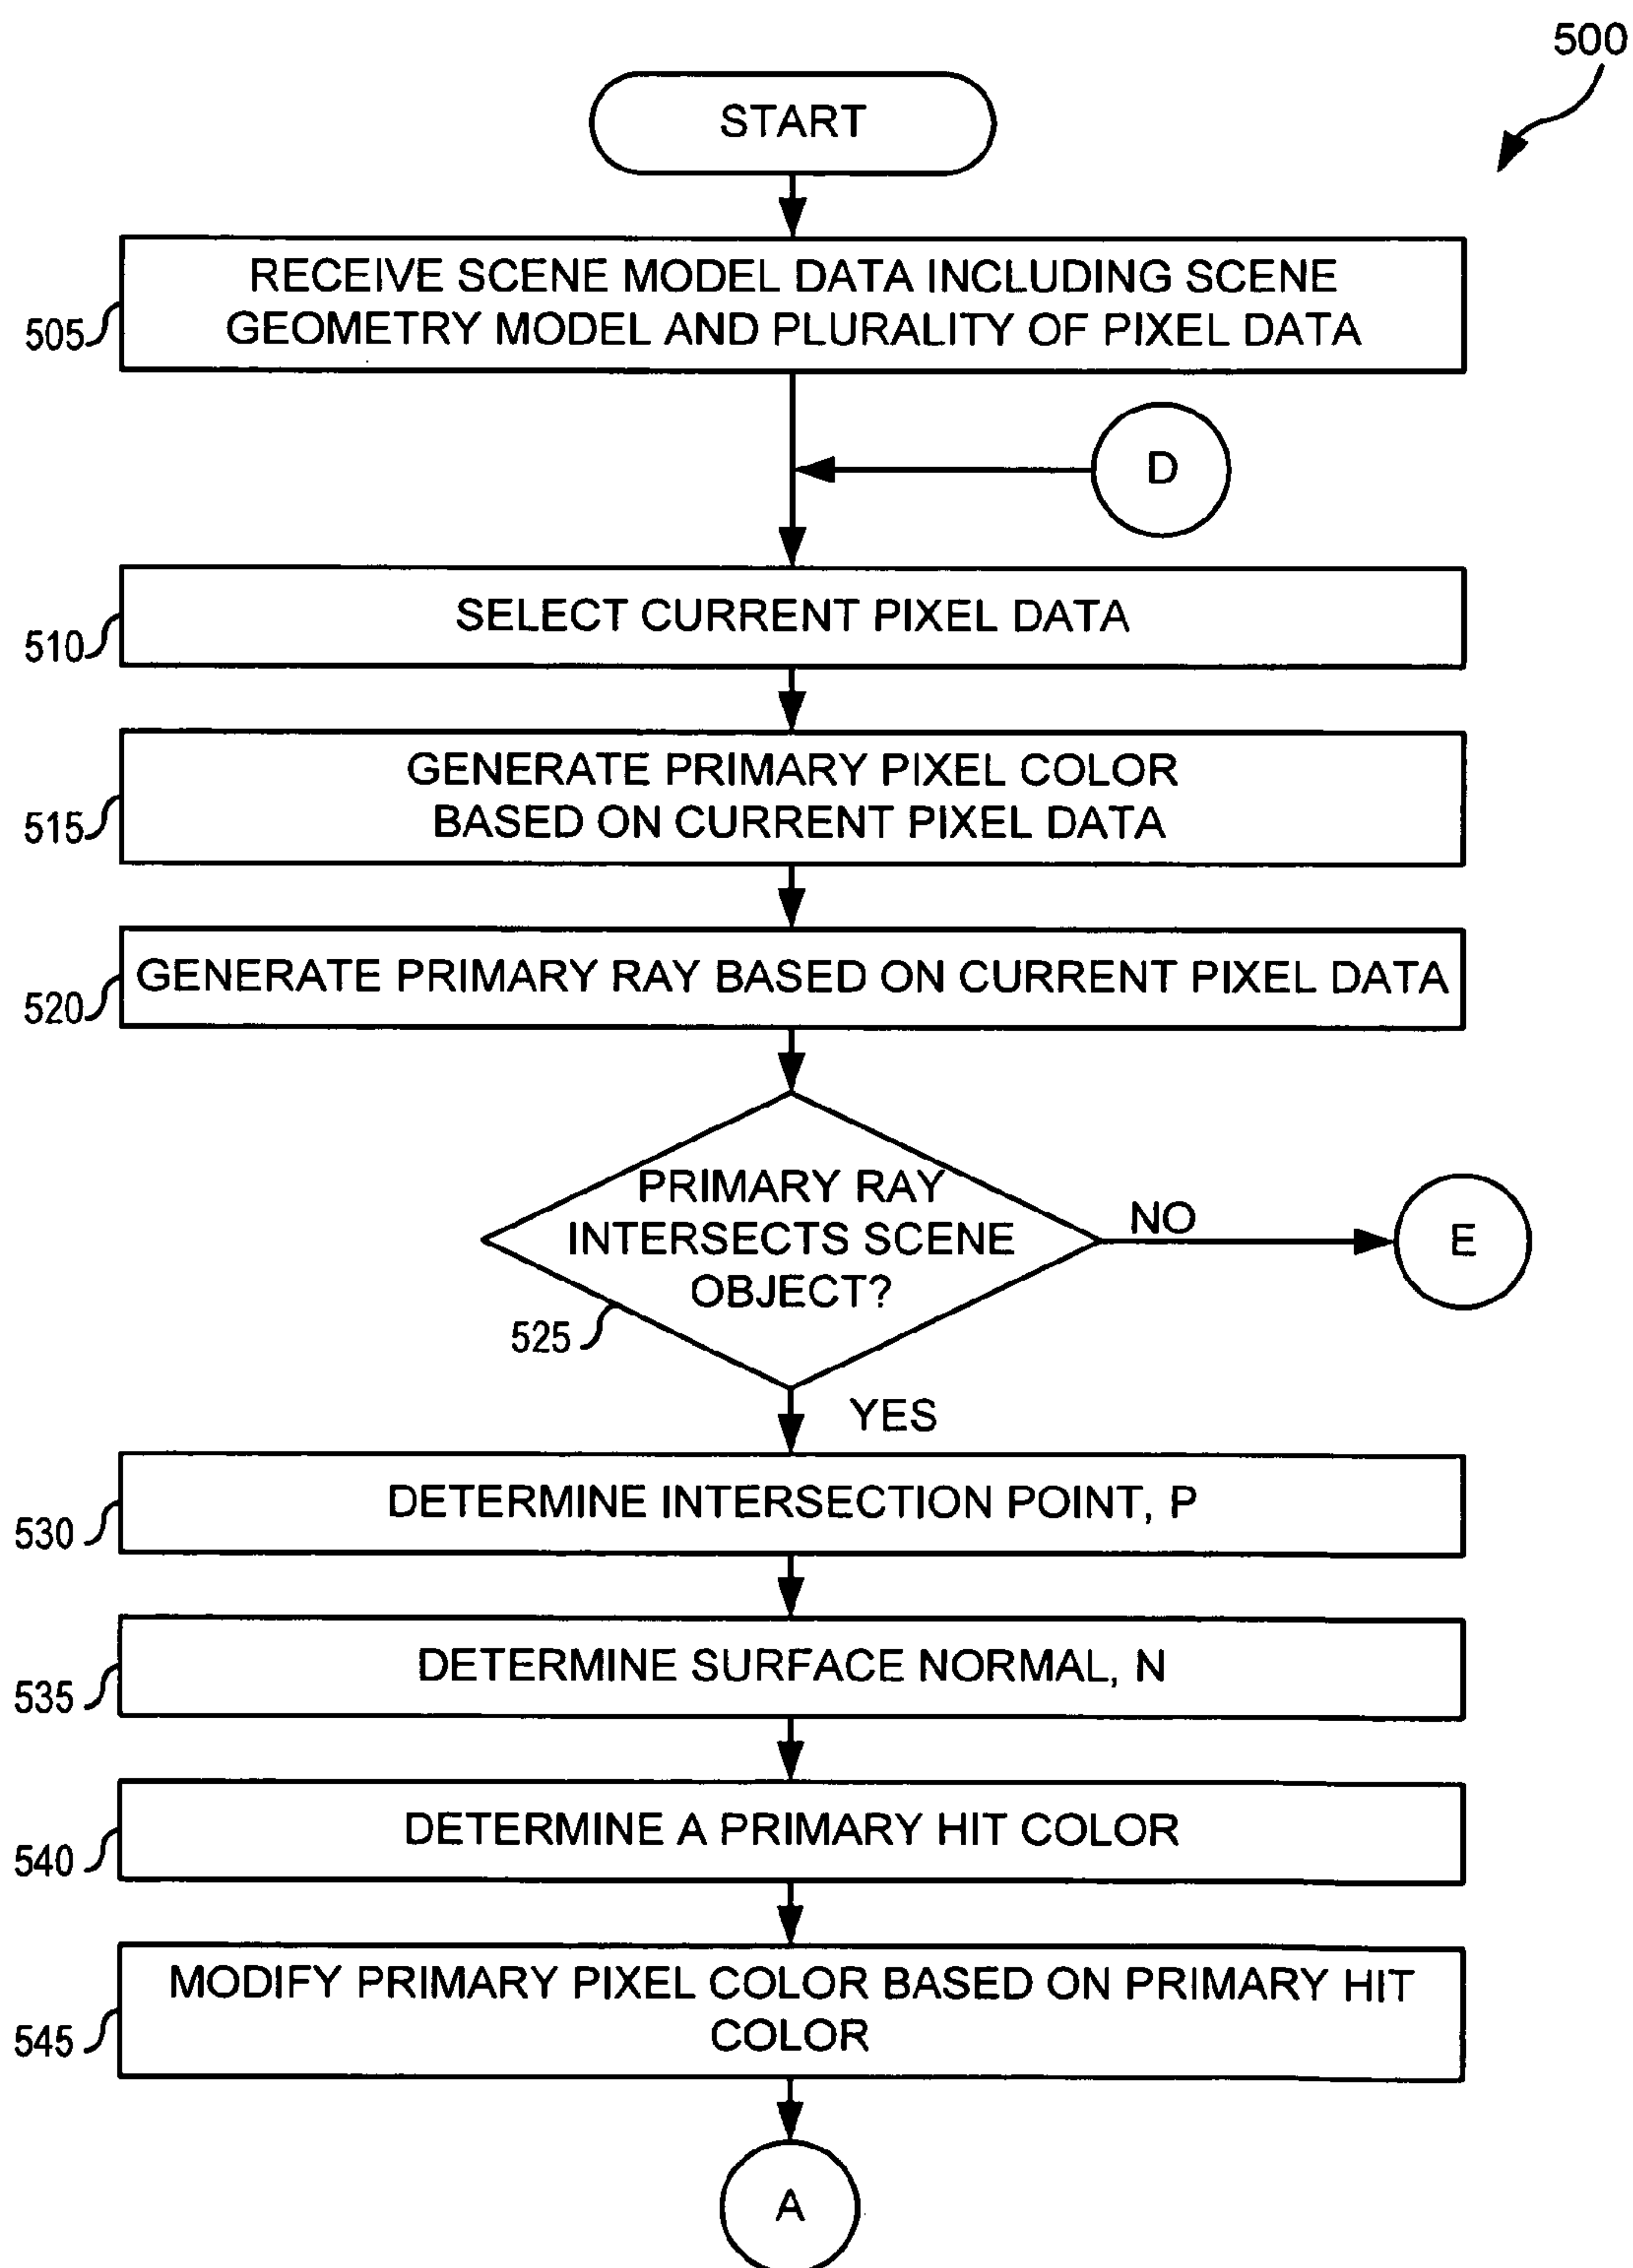 500
START
RECEIVE SCENE MODEL DATA INCLUDING SCENE
GEOMETRY MODEL AND PLURALITY OF PIXEL DATA
505
D
SELECT CURRENT PIXEL DATA
510
GENERATE PRIMARY PIXEL COLOR
BASED ON CURRENT PIXEL DATA
515
GENERATE PRIMARY RAY BASED ON CURRENT PIXEL DATA
520
PRIMARY RAY
INTERSECTS SCENE
OBJECT?
NO
E
525
YES
DETERMINE INTERSECTION POINT, P
530
DETERMINE SURFACE NORMAL, N
535
DETERMINE A PRIMARY HIT COLOR
540
MODIFY PRIMARY PIXEL COLOR BASED ON PRIMARY HIT
COLOR
545
A